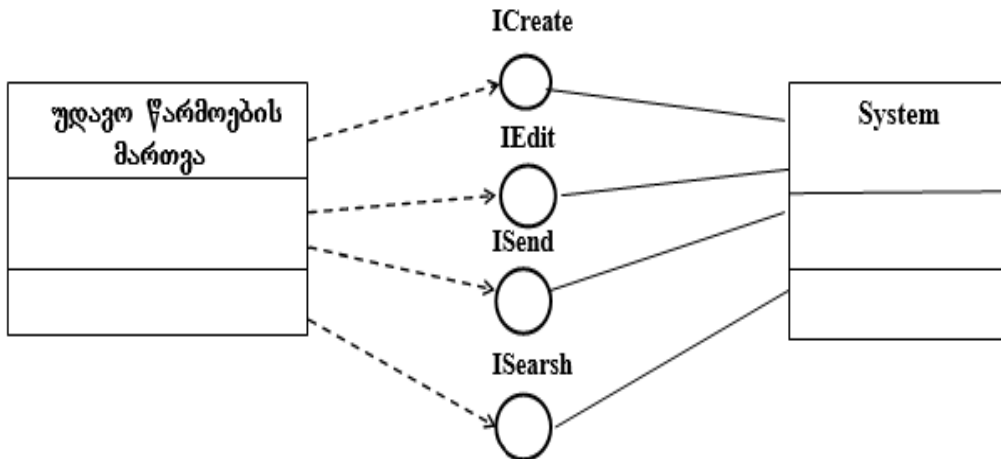 ICreate
უდავო წარმოების
მართვა
System
IEdit
ISend
ISearsh